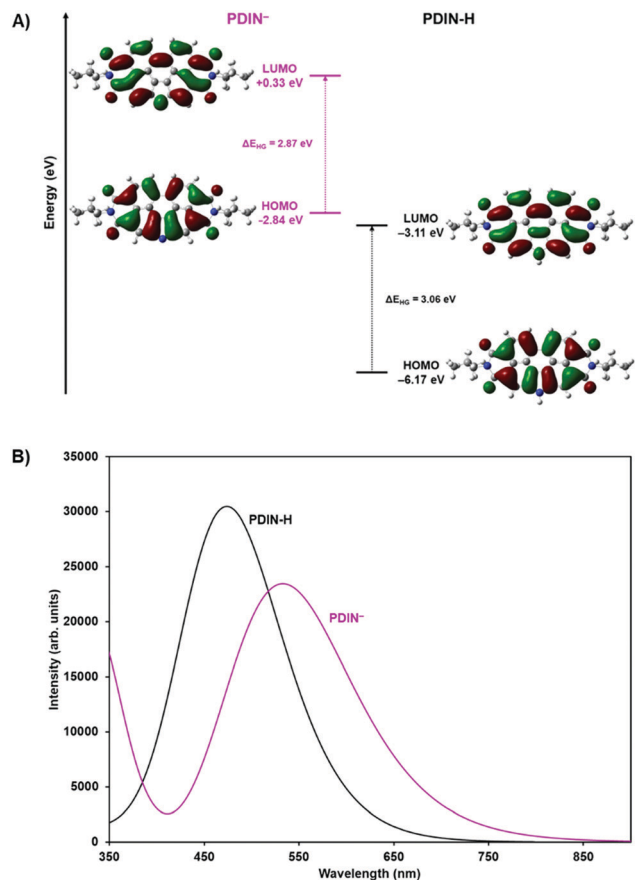 A)
PDIN–
PDIN-H
Energy (eV)
LUMO
+0.33 eV
ΔEHG = 2.87 eV
HOMO
-2.84 eV
LUMO
–3.11 eV
ΔEHG = 3.06 eV
HOMO
–6.17 eV
B)
35000
30000
25000
20000
15000
10000
5000
0
Intensity (arb. units)
PDIN-H
PDIN–
350
450
550
650
750
850
Wavelength (nm)